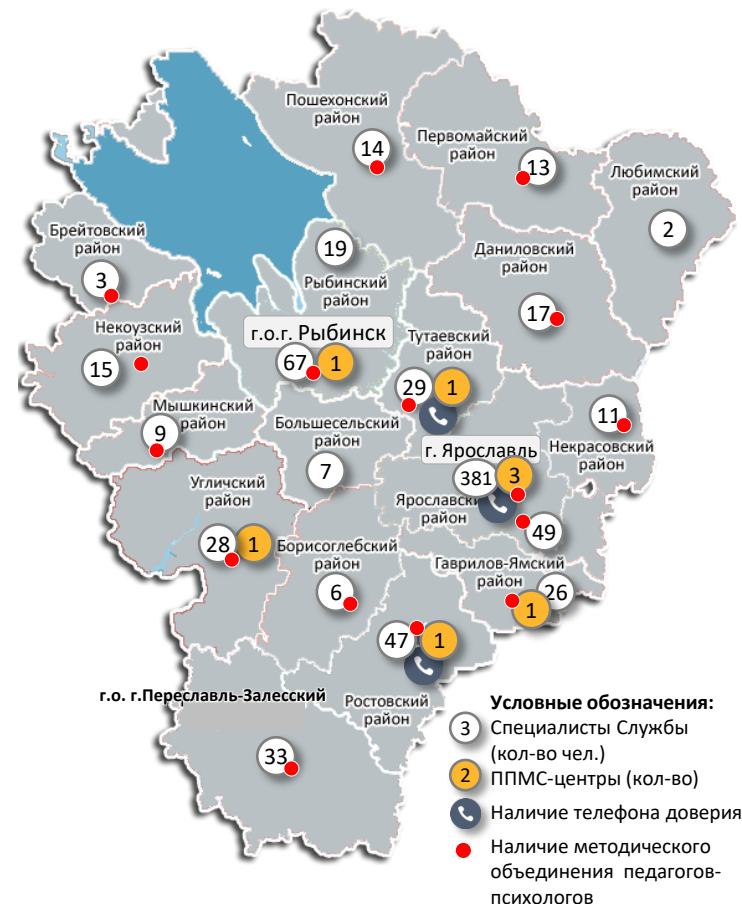 Пошехонский
район
14
Первомайский
район
13
Любимский
район
2
Брейтовский
район
3
19
Рыбинский
район
Даниловский
район
17
Некоузский
район
15
г.о.г. Рыбинск
67
1
Тутаевский
район
29
1
Мышкинский
район
9
Большесельский
район
7
11
Некрасовский
район
г. Ярославль
381
3
Ярославский
район
49
Угличский
район
28
1
Борисоглебский
район
6
Гаврилов-Ямский
район
26
1
47
1
Ростовский
район
г.о. г.Переславль-Залесский
33
Условные обозначения:
3
Специалисты Службы
(кол-во чел.)
2
ППМС-центры (кол-во)
Наличие телефона доверия
Наличие методического
объединения педагогов-
психологов